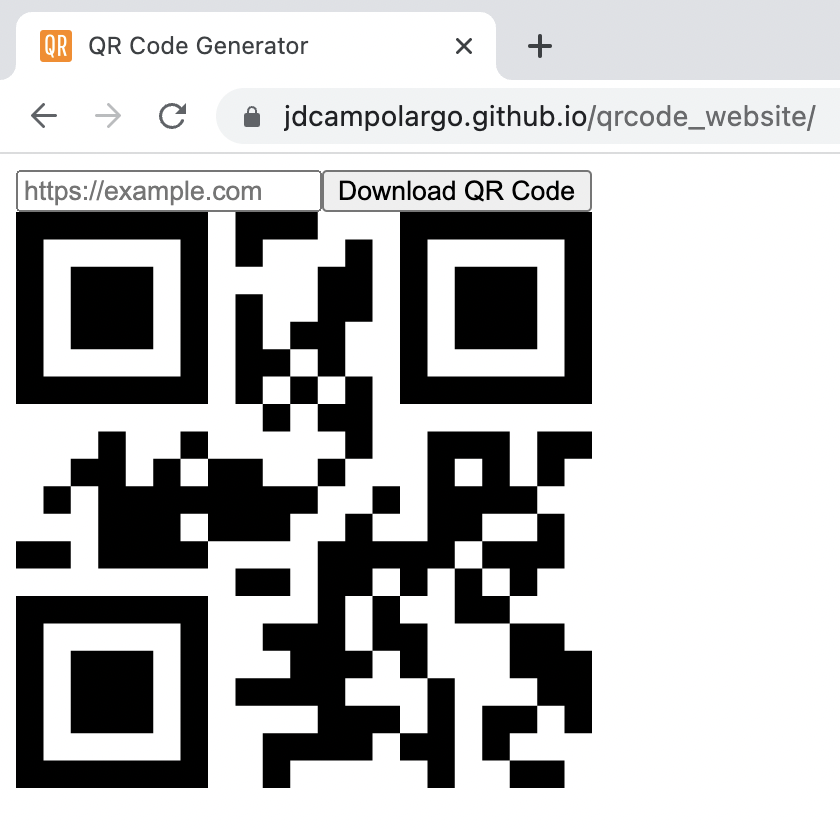 QR QR Code Generator
jdcampolargo.github.io/qrcode_website/
https://example.com Download QR Code